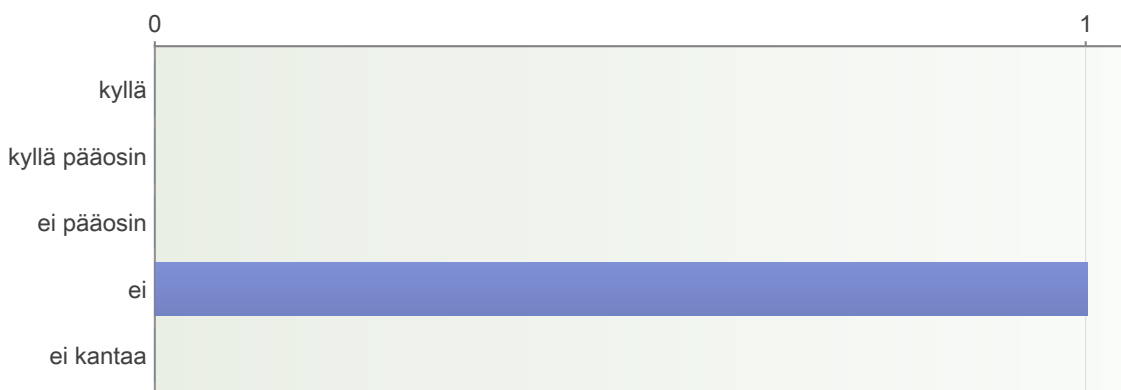 0 1
kyllä
kyllä pääosin
ei pääosin
ei
ei kantaa